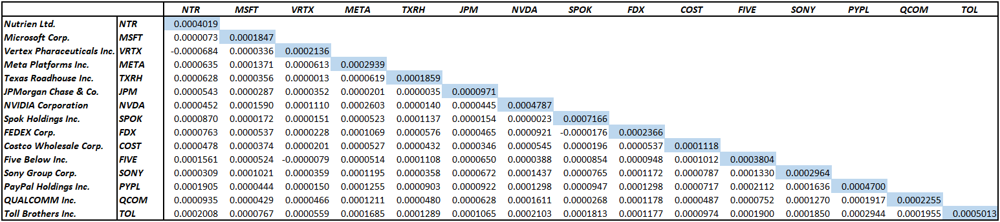 NTR MSFT VRTX META TXRH JPM NVDA SPOK FDX COST FIVE SONY PYPL QCOM TOL
Nutrien Ltd. NTR 0.0004019
Microsoft Corp. MSFT 0.0000073 0.0001847
Vertex Pharaceuticals Inc. VRTX -0.0000684 0.0000336 0.0002136
Meta Platforms Inc. META 0.0000635 0.0001371 0.0000613 0.0002939
Texas Roadhouse Inc. TXRH 0.0000628 0.0000356 0.0000013 0.0000619 0.0001859
JPMorgan Chase & Co. JPM 0.0000543 0.0000287 0.0000352 0.0000201 0.0000035 0.0000971
NVIDIA Corporation NVDA 0.0000452 0.0001590 0.0001110 0.0002603 0.0000140 0.0000445 0.0004787
Spok Holdings Inc. SPOK 0.0000870 0.0000172 0.0000151 0.0000523 0.0001137 0.0000154 0.0000023 0.0007166
FEDEX Corp. FDX 0.0000763 0.0000537 0.0000228 0.0001069 0.0000576 0.0000465 0.0000921 -0.0000176 0.0002366
Costco Wholesale Corp. COST 0.0000478 0.0000374 0.0000201 0.0000527 0.0000432 0.0000346 0.0000545 0.0000196 0.0000537 0.0001118
Five Below Inc. FIVE 0.0001561 0.0000524 -0.0000079 0.0000514 0.0001108 0.0000650 0.0000388 0.0000854 0.0000948 0.0001012 0.0003804
Sony Group Corp. SONY 0.0000309 0.0001021 0.0000359 0.0001195 0.0000358 0.0000672 0.0001437 0.0000765 0.0001172 0.0000787 0.0001330 0.0002964
PayPal Holdings Inc. PYPL 0.0001905 0.0000444 0.0000150 0.0001255 0.0000903 0.0000922 0.0001298 0.0000947 0.0001298 0.0000717 0.0002112 0.0001636 0.0004700
QUALCOMM Inc. QCOM 0.0000935 0.0000429 0.0000466 0.0001211 0.0000480 0.0000628 0.0001611 0.0000268 0.0001178 0.0000487 0.0000752 0.0001270 0.0001917 0.0002255
Toll Brothers Inc. TOL 0.0002008 0.0000767 0.0000559 0.0001685 0.0001289 0.0001065 0.0002103 0.0001813 0.0001177 0.0000974 0.0001900 0.0001850 0.0002944 0.0001955 0.0005013